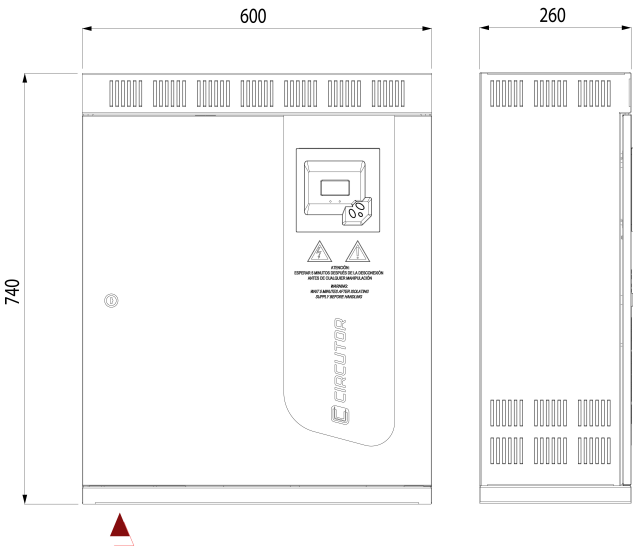 600
260
740
ATENCIÓN:
ESPERAR 5 MINUTOS DESPUÉS DE LA DESCONEXIÓN
ANTES DE CUALQUIER MANIPULACIÓN
WARNING:
WAIT 5 MINUTES AFTER ISOLATING
SUPPLY BEFORE HANDLING
CIRCUTOR